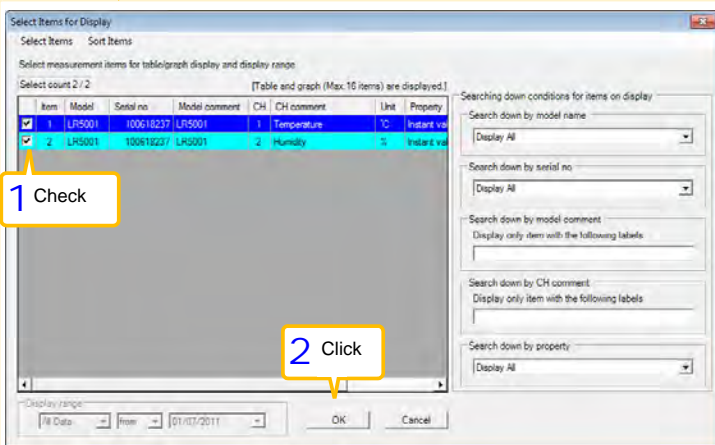 Select Items for Display
Select Items Sort Items
Select measurement items for table/graph display and display range
Select count 2 / 2 [Table and graph (Max:16 items) are displayed.]
Item Model Serial no Model comment CH CH comment Unit Property
1 LR5001 100618237 LR5001 1 Temperature ℃ Instant val
2 LR5001 100618237 LR5001 2 Humidity % Instant val
1 Check
2 Click
Display range
All Data from 01/07/2011
OK Cancel
Searching down conditions for items on display
Search down by model name
Display All
Search down by serial no
Display All
Search down by model comment
Display only item with the following labels
Search down by CH comment
Display only item with the following labels
Search down by property
Display All